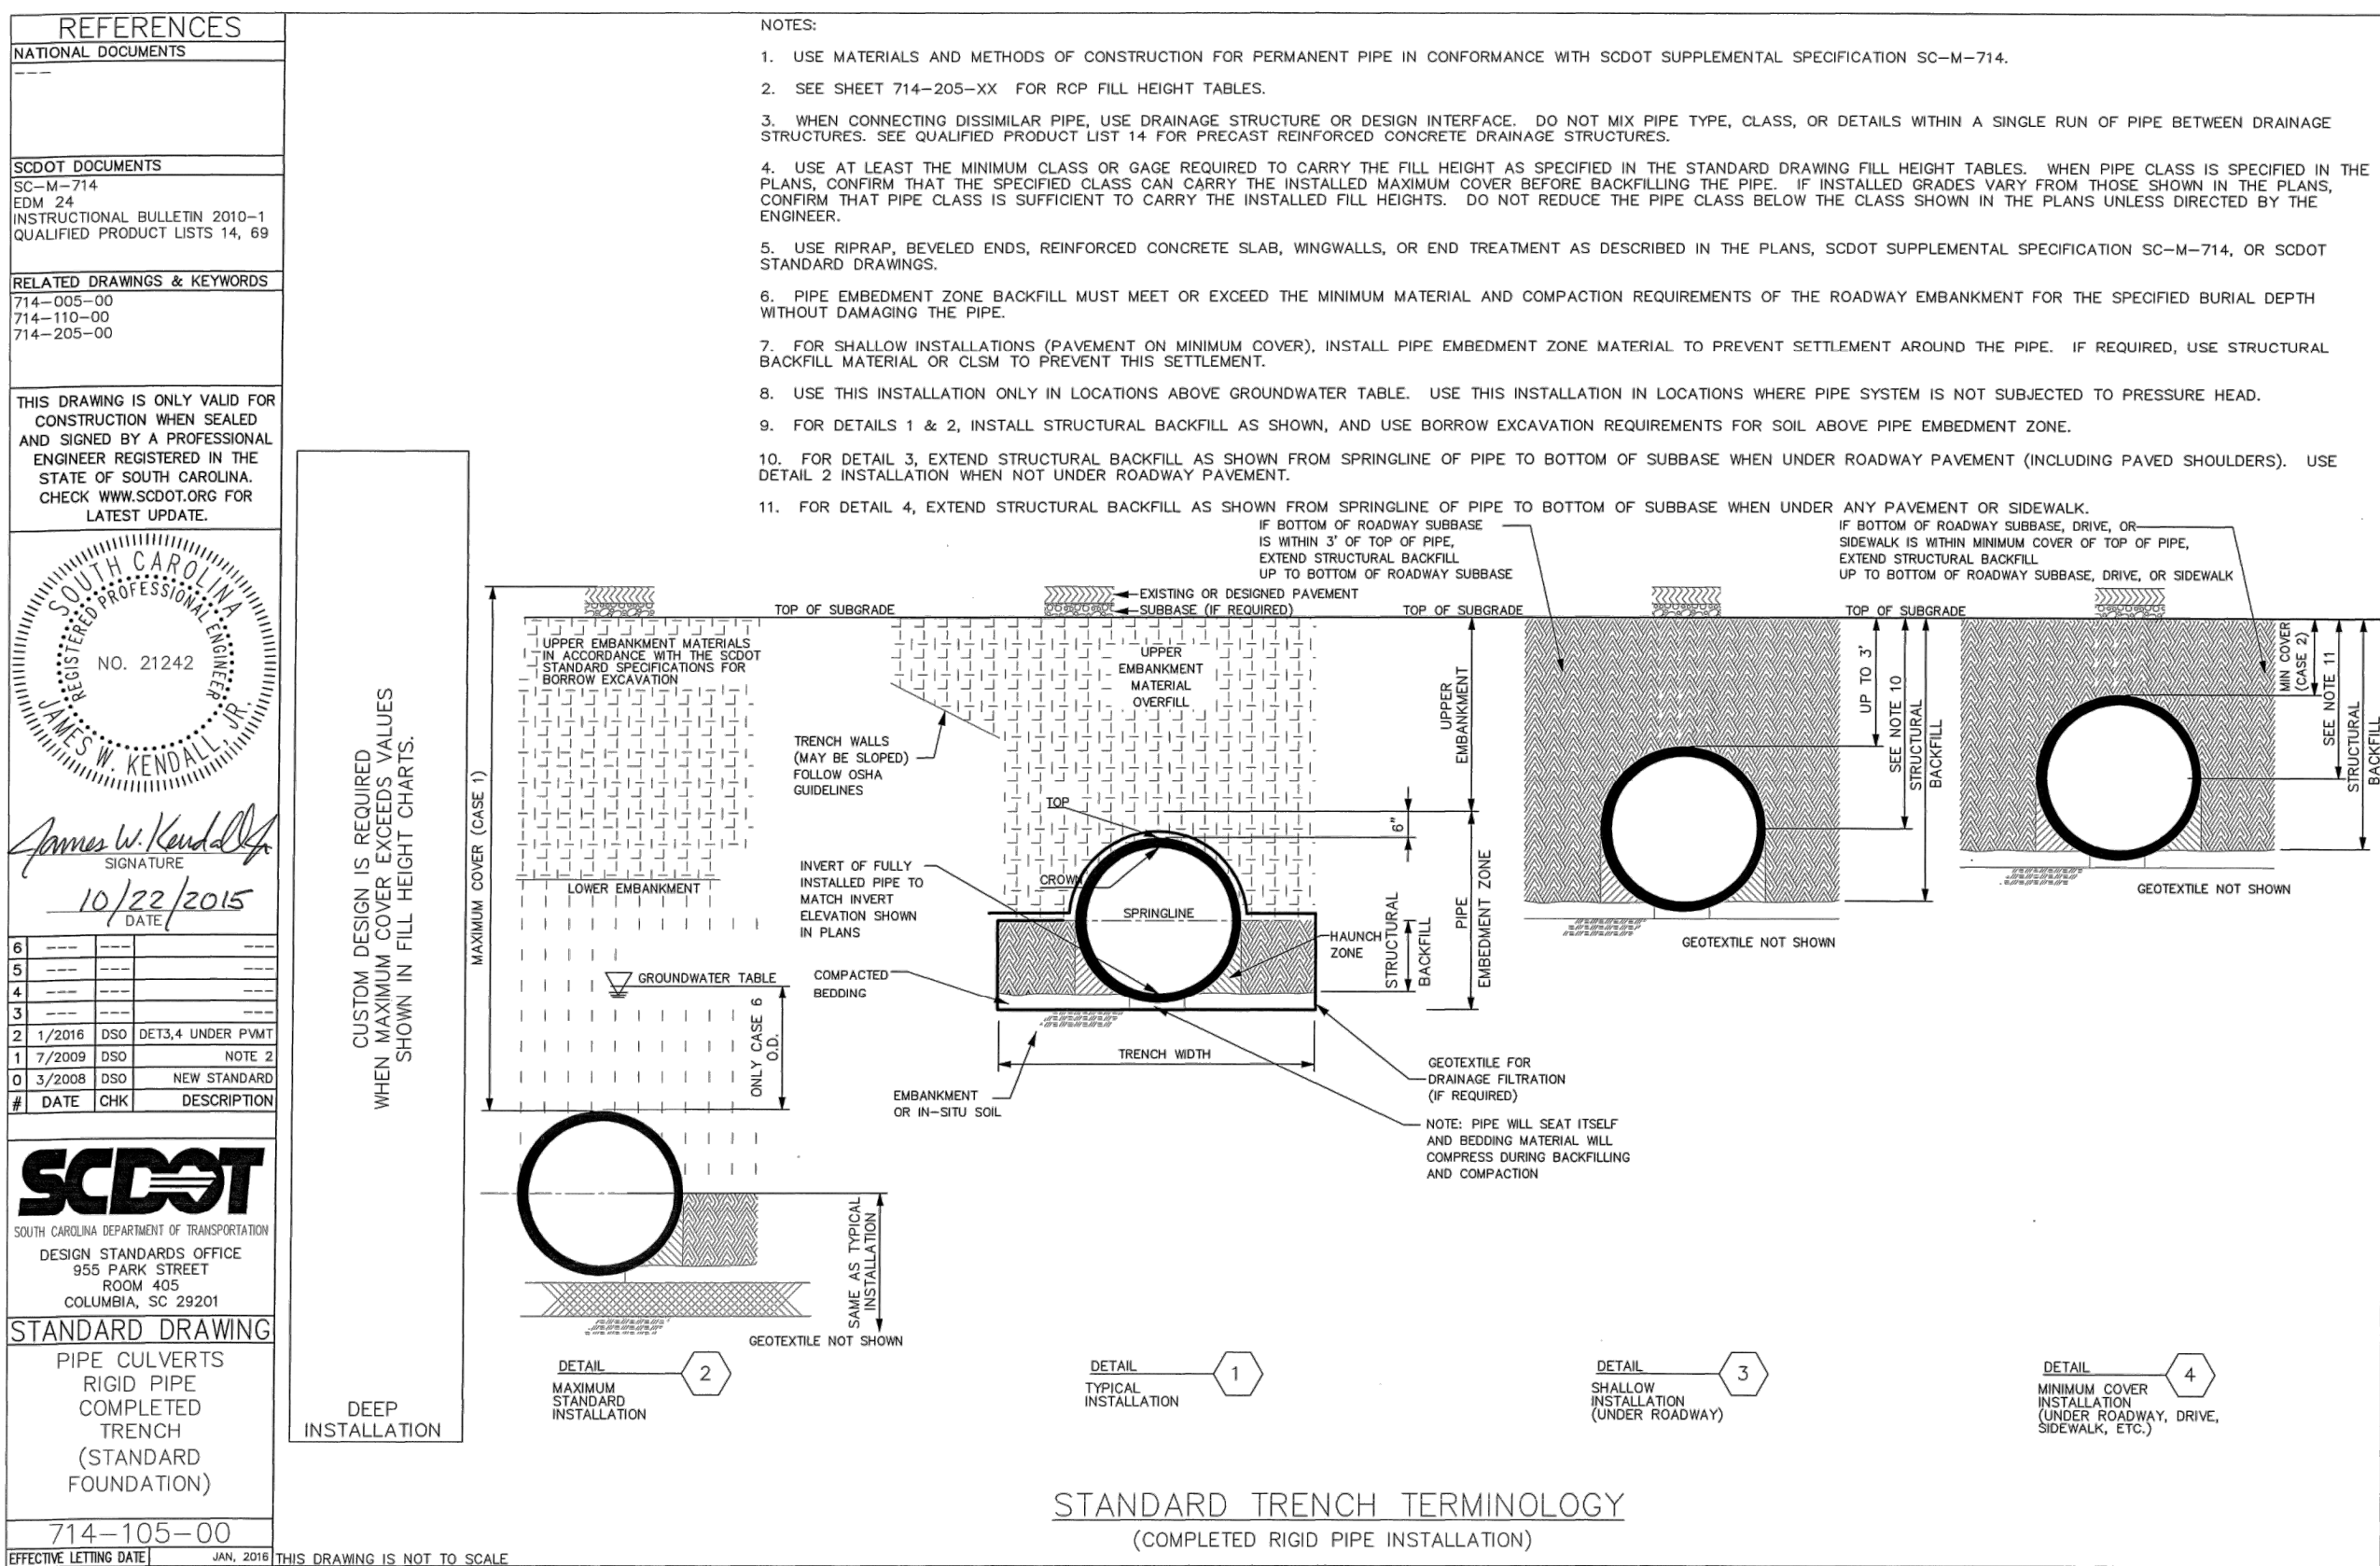 REFERENCES
NATIONAL DOCUMENTS
---
SCDOT DOCUMENTS
SC-M-714
EDM 24
INSTRUCTIONAL BULLETIN 2010-1
QUALIFIED PRODUCT LISTS 14, 69
RELATED DRAWINGS & KEYWORDS
714-005-00
714-110-00
714-205-00
THIS DRAWING IS ONLY VALID FOR
CONSTRUCTION WHEN SEALED
AND SIGNED BY A PROFESSIONAL
ENGINEER REGISTERED IN THE
STATE OF SOUTH CAROLINA.
CHECK WWW.SCDOT.ORG FOR
LATEST UPDATE.
SOUTH CAROLINA
REGISTERED PROFESSIONAL ENGINEER
NO. 21242
JAMES W. KENDALL JR.
James W. Kendall Jr
SIGNATURE
10/22/2015
DATE
6 --- --- ---
5 --- --- ---
4 --- --- ---
3 --- --- ---
2 1/2016 DSO DET3,4 UNDER PVMT
1 7/2009 DSO NOTE 2
0 3/2008 DSO NEW STANDARD
# DATE CHK DESCRIPTION
SCDOT
SOUTH CAROLINA DEPARTMENT OF TRANSPORTATION
DESIGN STANDARDS OFFICE
955 PARK STREET
ROOM 405
COLUMBIA, SC 29201
STANDARD DRAWING
PIPE CULVERTS
RIGID PIPE
COMPLETED
TRENCH
(STANDARD
FOUNDATION)
714-105-00
EFFECTIVE LETTING DATE JAN, 2016
THIS DRAWING IS NOT TO SCALE
NOTES:
1. USE MATERIALS AND METHODS OF CONSTRUCTION FOR PERMANENT PIPE IN CONFORMANCE WITH SCDOT SUPPLEMENTAL SPECIFICATION SC-M-714.
2. SEE SHEET 714-205-XX FOR RCP FILL HEIGHT TABLES.
3. WHEN CONNECTING DISSIMILAR PIPE, USE DRAINAGE STRUCTURE OR DESIGN INTERFACE. DO NOT MIX PIPE TYPE, CLASS, OR DETAILS WITHIN A SINGLE RUN OF PIPE BETWEEN DRAINAGE
STRUCTURES. SEE QUALIFIED PRODUCT LIST 14 FOR PRECAST REINFORCED CONCRETE DRAINAGE STRUCTURES.
4. USE AT LEAST THE MINIMUM CLASS OR GAGE REQUIRED TO CARRY THE FILL HEIGHT AS SPECIFIED IN THE STANDARD DRAWING FILL HEIGHT TABLES. WHEN PIPE CLASS IS SPECIFIED IN THE
PLANS, CONFIRM THAT THE SPECIFIED CLASS CAN CARRY THE INSTALLED MAXIMUM COVER BEFORE BACKFILLING THE PIPE. IF INSTALLED GRADES VARY FROM THOSE SHOWN IN THE PLANS,
CONFIRM THAT PIPE CLASS IS SUFFICIENT TO CARRY THE INSTALLED FILL HEIGHTS. DO NOT REDUCE THE PIPE CLASS BELOW THE CLASS SHOWN IN THE PLANS UNLESS DIRECTED BY THE
ENGINEER.
5. USE RIPRAP, BEVELED ENDS, REINFORCED CONCRETE SLAB, WINGWALLS, OR END TREATMENT AS DESCRIBED IN THE PLANS, SCDOT SUPPLEMENTAL SPECIFICATION SC-M-714, OR SCDOT
STANDARD DRAWINGS.
6. PIPE EMBEDMENT ZONE BACKFILL MUST MEET OR EXCEED THE MINIMUM MATERIAL AND COMPACTION REQUIREMENTS OF THE ROADWAY EMBANKMENT FOR THE SPECIFIED BURIAL DEPTH
WITHOUT DAMAGING THE PIPE.
7. FOR SHALLOW INSTALLATIONS (PAVEMENT ON MINIMUM COVER), INSTALL PIPE EMBEDMENT ZONE MATERIAL TO PREVENT SETTLEMENT AROUND THE PIPE. IF REQUIRED, USE STRUCTURAL
BACKFILL MATERIAL OR CLSM TO PREVENT THIS SETTLEMENT.
8. USE THIS INSTALLATION ONLY IN LOCATIONS ABOVE GROUNDWATER TABLE. USE THIS INSTALLATION IN LOCATIONS WHERE PIPE SYSTEM IS NOT SUBJECTED TO PRESSURE HEAD.
9. FOR DETAILS 1 & 2, INSTALL STRUCTURAL BACKFILL AS SHOWN, AND USE BORROW EXCAVATION REQUIREMENTS FOR SOIL ABOVE PIPE EMBEDMENT ZONE.
10. FOR DETAIL 3, EXTEND STRUCTURAL BACKFILL AS SHOWN FROM SPRINGLINE OF PIPE TO BOTTOM OF SUBBASE WHEN UNDER ROADWAY PAVEMENT (INCLUDING PAVED SHOULDERS). USE
DETAIL 2 INSTALLATION WHEN NOT UNDER ROADWAY PAVEMENT.
11. FOR DETAIL 4, EXTEND STRUCTURAL BACKFILL AS SHOWN FROM SPRINGLINE OF PIPE TO BOTTOM OF SUBBASE WHEN UNDER ANY PAVEMENT OR SIDEWALK.
CUSTOM DESIGN IS REQUIRED
WHEN MAXIMUM COVER EXCEEDS VALUES
SHOWN IN FILL HEIGHT CHARTS.
DEEP
INSTALLATION
MAXIMUM COVER (CASE 1)
TOP OF SUBGRADE
UPPER EMBANKMENT MATERIALS
IN ACCORDANCE WITH THE SCDOT
STANDARD SPECIFICATIONS FOR
BORROW EXCAVATION
LOWER EMBANKMENT
GROUNDWATER TABLE
ONLY CASE 6
O.D.
SAME AS TYPICAL
INSTALLATION
GEOTEXTILE NOT SHOWN
DETAIL 2
MAXIMUM
STANDARD
INSTALLATION
EXISTING OR DESIGNED PAVEMENT
SUBBASE (IF REQUIRED)
UPPER
EMBANKMENT
MATERIAL
OVERFILL
TRENCH WALLS
(MAY BE SLOPED)
FOLLOW OSHA
GUIDELINES
TOP
INVERT OF FULLY
INSTALLED PIPE TO
MATCH INVERT
ELEVATION SHOWN
IN PLANS
CROWN
SPRINGLINE
HAUNCH
ZONE
COMPACTED
BEDDING
TRENCH WIDTH
EMBANKMENT
OR IN-SITU SOIL
GEOTEXTILE FOR
DRAINAGE FILTRATION
(IF REQUIRED)
NOTE: PIPE WILL SEAT ITSELF
AND BEDDING MATERIAL WILL
COMPRESS DURING BACKFILLING
AND COMPACTION
TOP OF SUBGRADE
UPPER
EMBANKMENT
6"
PIPE
EMBEDMENT ZONE
STRUCTURAL
BACKFILL
DETAIL 1
TYPICAL
INSTALLATION
IF BOTTOM OF ROADWAY SUBBASE
IS WITHIN 3' OF TOP OF PIPE,
EXTEND STRUCTURAL BACKFILL
UP TO BOTTOM OF ROADWAY SUBBASE
TOP OF SUBGRADE
UP TO 3'
SEE NOTE 10
STRUCTURAL
BACKFILL
GEOTEXTILE NOT SHOWN
DETAIL 3
SHALLOW
INSTALLATION
(UNDER ROADWAY)
IF BOTTOM OF ROADWAY SUBBASE, DRIVE, OR
SIDEWALK IS WITHIN MINIMUM COVER OF TOP OF PIPE,
EXTEND STRUCTURAL BACKFILL
UP TO BOTTOM OF ROADWAY SUBBASE, DRIVE, OR SIDEWALK
MIN COVER
(CASE 2)
SEE NOTE 11
STRUCTURAL
BACKFILL
GEOTEXTILE NOT SHOWN
DETAIL 4
MINIMUM COVER
INSTALLATION
(UNDER ROADWAY, DRIVE,
SIDEWALK, ETC.)
STANDARD TRENCH TERMINOLOGY
(COMPLETED RIGID PIPE INSTALLATION)